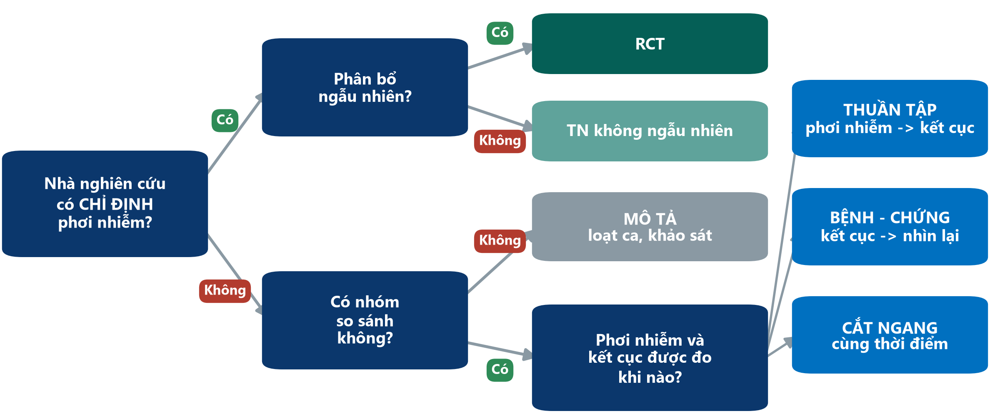 Nhà nghiên cứu
có CHỈ ĐỊNH
phơi nhiễm?
Có
Không
Phân bổ
ngẫu nhiên?
Có
Không
RCT
TN không ngẫu nhiên
Có nhóm
so sánh
không?
Không
Có
MÔ TẢ
loạt ca, khảo sát
Phơi nhiễm và
kết cục được đo
khi nào?
THUẦN TẬP
phơi nhiễm -> kết cục
BỆNH - CHỨNG
kết cục -> nhìn lại
CẮT NGANG
cùng thời điểm